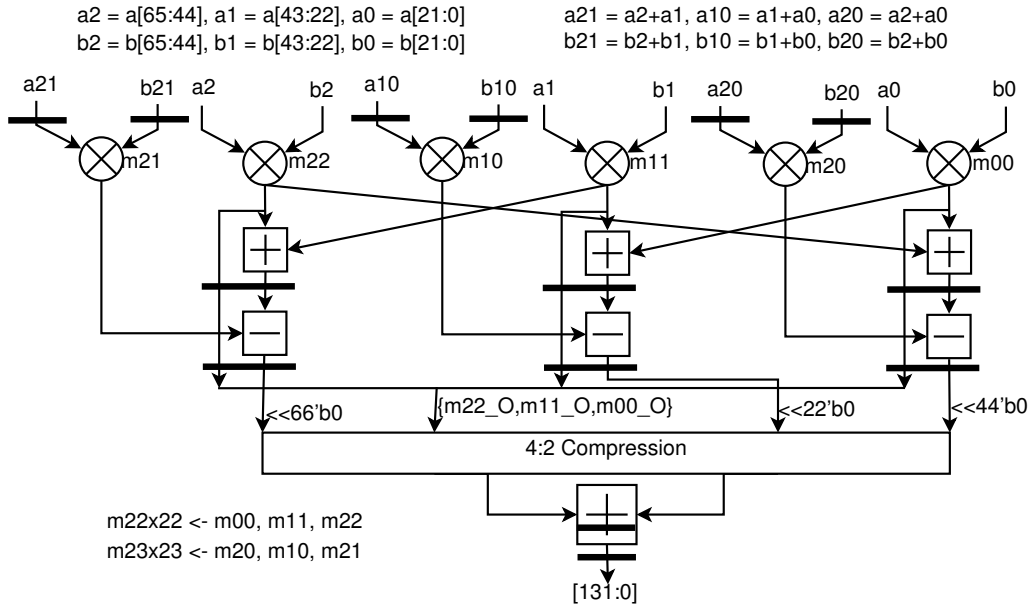 a2 = a[65:44], a1 = a[43:22], a0 = a[21:0]
a21 = a2+a1, a10 = a1+a0, a20 = a2+a0
b2 = b[65:44], b1 = b[43:22], b0 = b[21:0]
b21 = b2+b1, b10 = b1+b0, b20 = b2+b0
a21 b21 a2 b2 a10 b10 a1 b1 a20 b20 a0 b0
m21 m22 m10 m11 m20 m00
<<66'b0 {m22_O,m11_O,m00_O} <<22'b0 <<44'b0
4:2 Compression
m22x22 <- m00, m11, m22
m23x23 <- m20, m10, m21
[131:0]